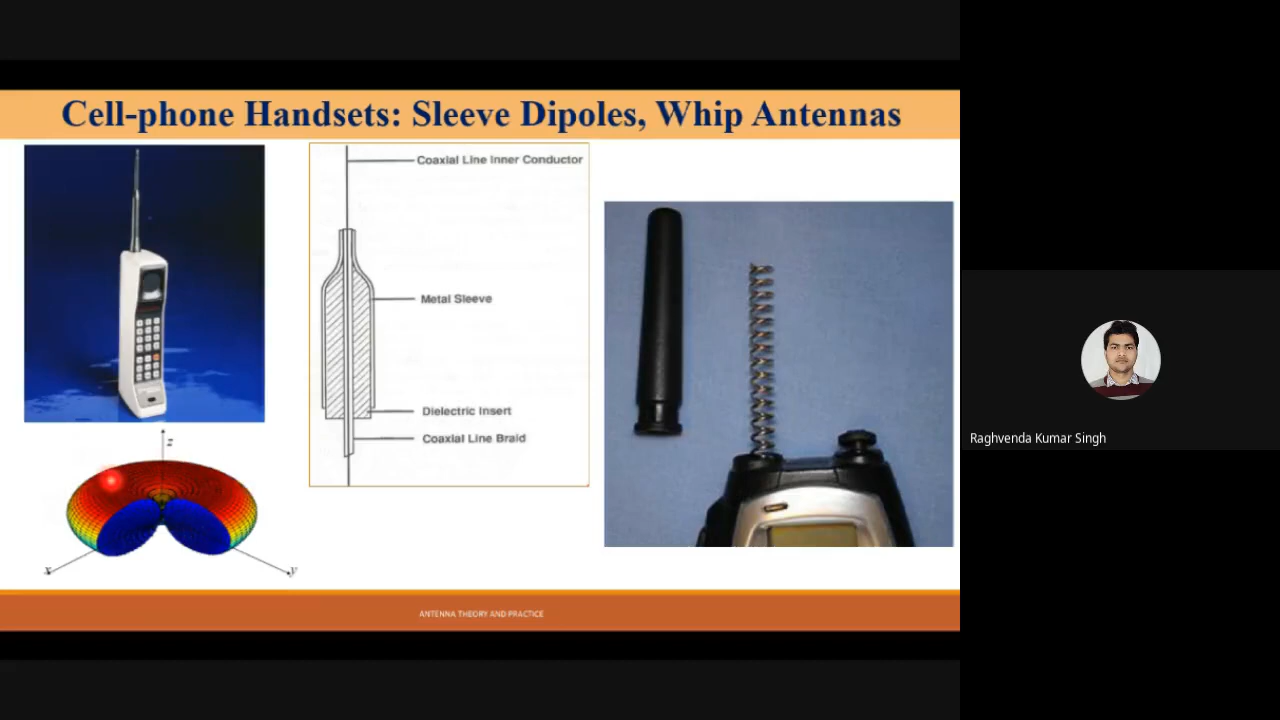 Cell-phone Handsets: Sleeve Dipoles, Whip Antennas
Coaxial Line Inner Conductor
Metal Sleeve
Dielectric Insert
Coaxial Line Braid
z
x
y
ANTENNA THEORY AND PRACTICE
Raghvenda Kumar Singh